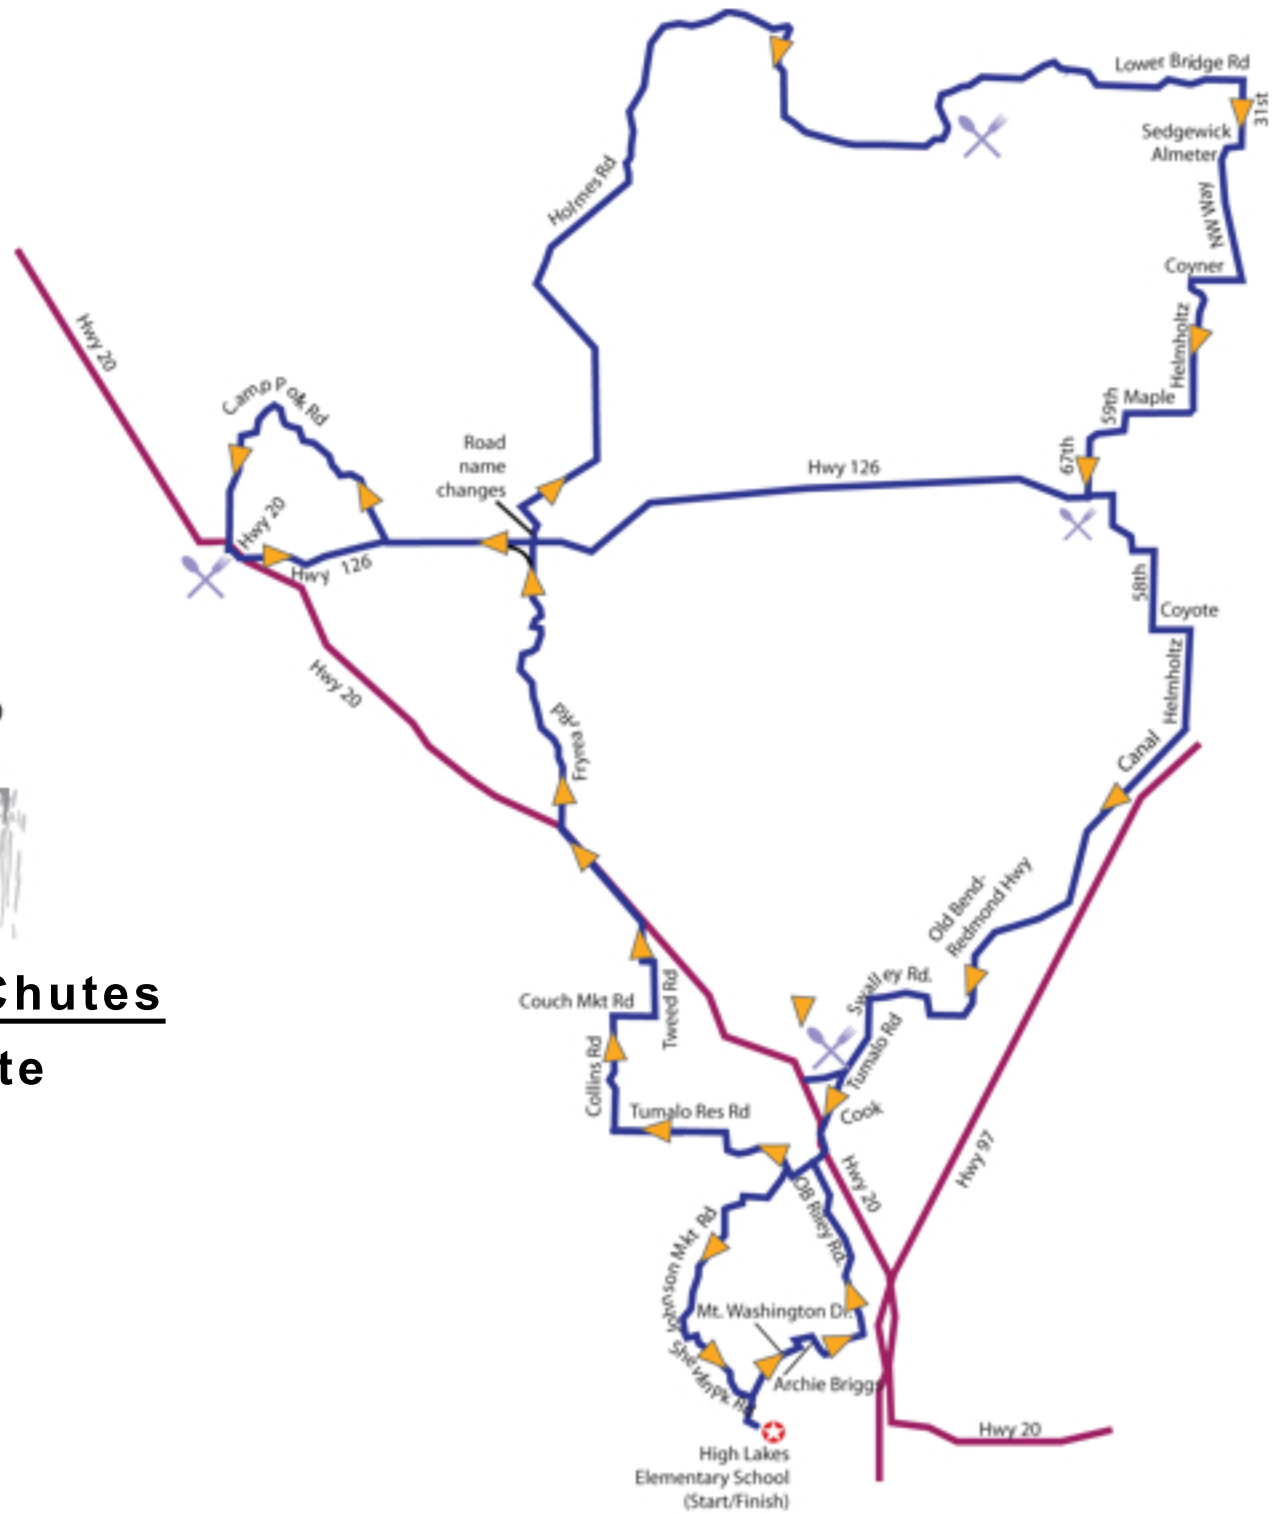 Lower Bridge Rd
31st
Sedgewick
Almeter
Holmes Rd
NW Way
Coyner
Hwy 20
Helmholtz
Camp Polk Rd
59th
Maple
Road
name
changes
67th
Hwy 126
Hwy 20
Hwy 126
58th
Coyote
Hwy 20
Helmholtz
Fryrear Rd
Canal
Old Bend-
Redmond Hwy
Chutes
Swalley Rd.
Couch Mkt Rd
Tweed Rd
Tumalo Rd
te
Collins Rd
Tumalo Res Rd
Cook
Hwy 20
Hwy 97
OB Riley Rd.
Johnson Mkt Rd
Mt. Washington Dr.
Shevlin Pk. Rd
Archie Briggs
Hwy 20
High Lakes
Elementary School
(Start/Finish)